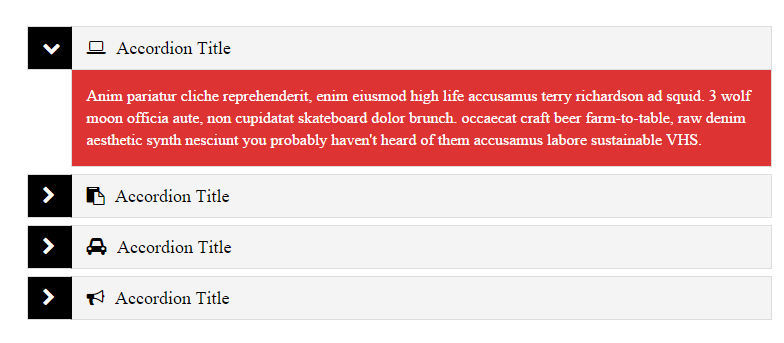 Accordion Title
Anim pariatur cliche reprehenderit, enim eiusmod high life accusamus terry richardson ad squid. 3 wolf
moon officia aute, non cupidatat skateboard dolor brunch. occaecat craft beer farm-to-table, raw denim
aesthetic synth nesciunt you probably haven't heard of them accusamus labore sustainable VHS.
Accordion Title
Accordion Title
Accordion Title